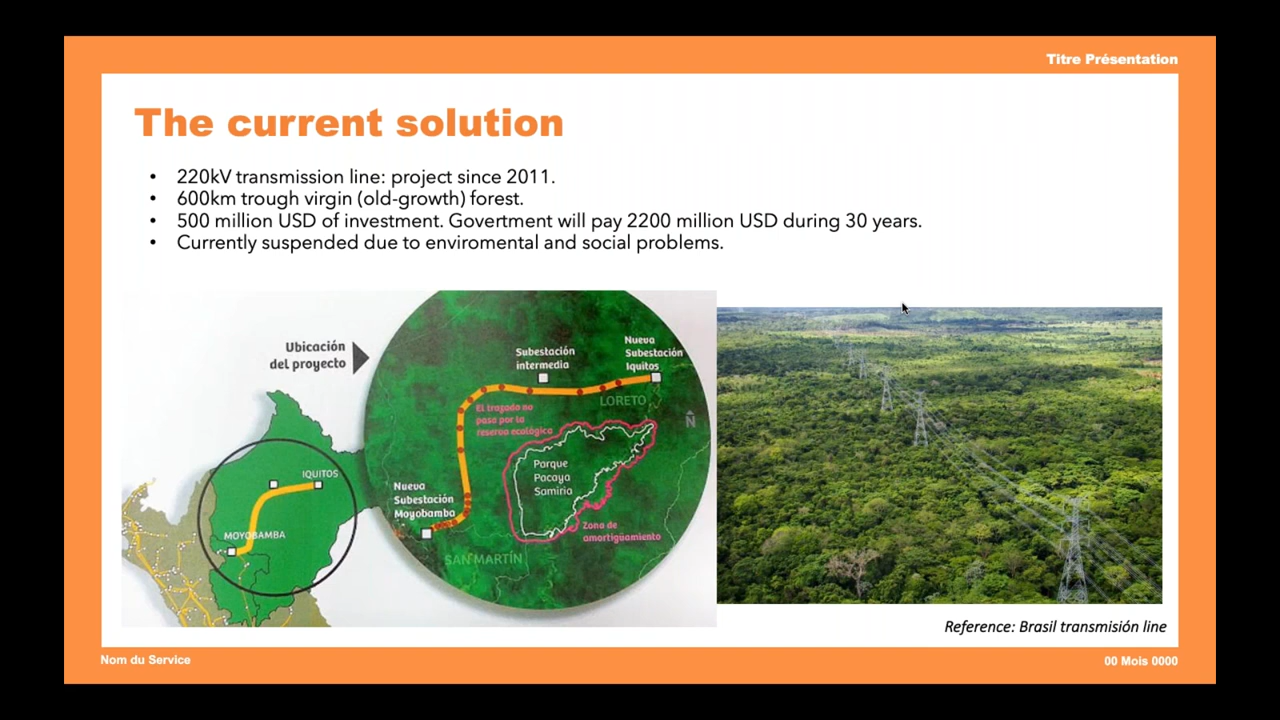 Titre Présentation
The current solution
• 220kV transmission line: project since 2011.
• 600km trough virgin (old-growth) forest.
• 500 million USD of investment. Govertment will pay 2200 million USD during 30 years.
• Currently suspended due to enviromental and social problems.
Ubicación
del proyecto
IQUITOS
MOYOBAMBA
Subestación
intermedia
Nueva
Subestación
Iquitos
LORETO
N
El trazado no
pasa por la
reserva ecológica
Parque
Pacaya
Samiria
Nueva
Subestación
Moyobamba
Zona de
amortiguamiento
SAN MARTÍN
Reference: Brasil transmisión line
Nom du Service
00 Mois 0000